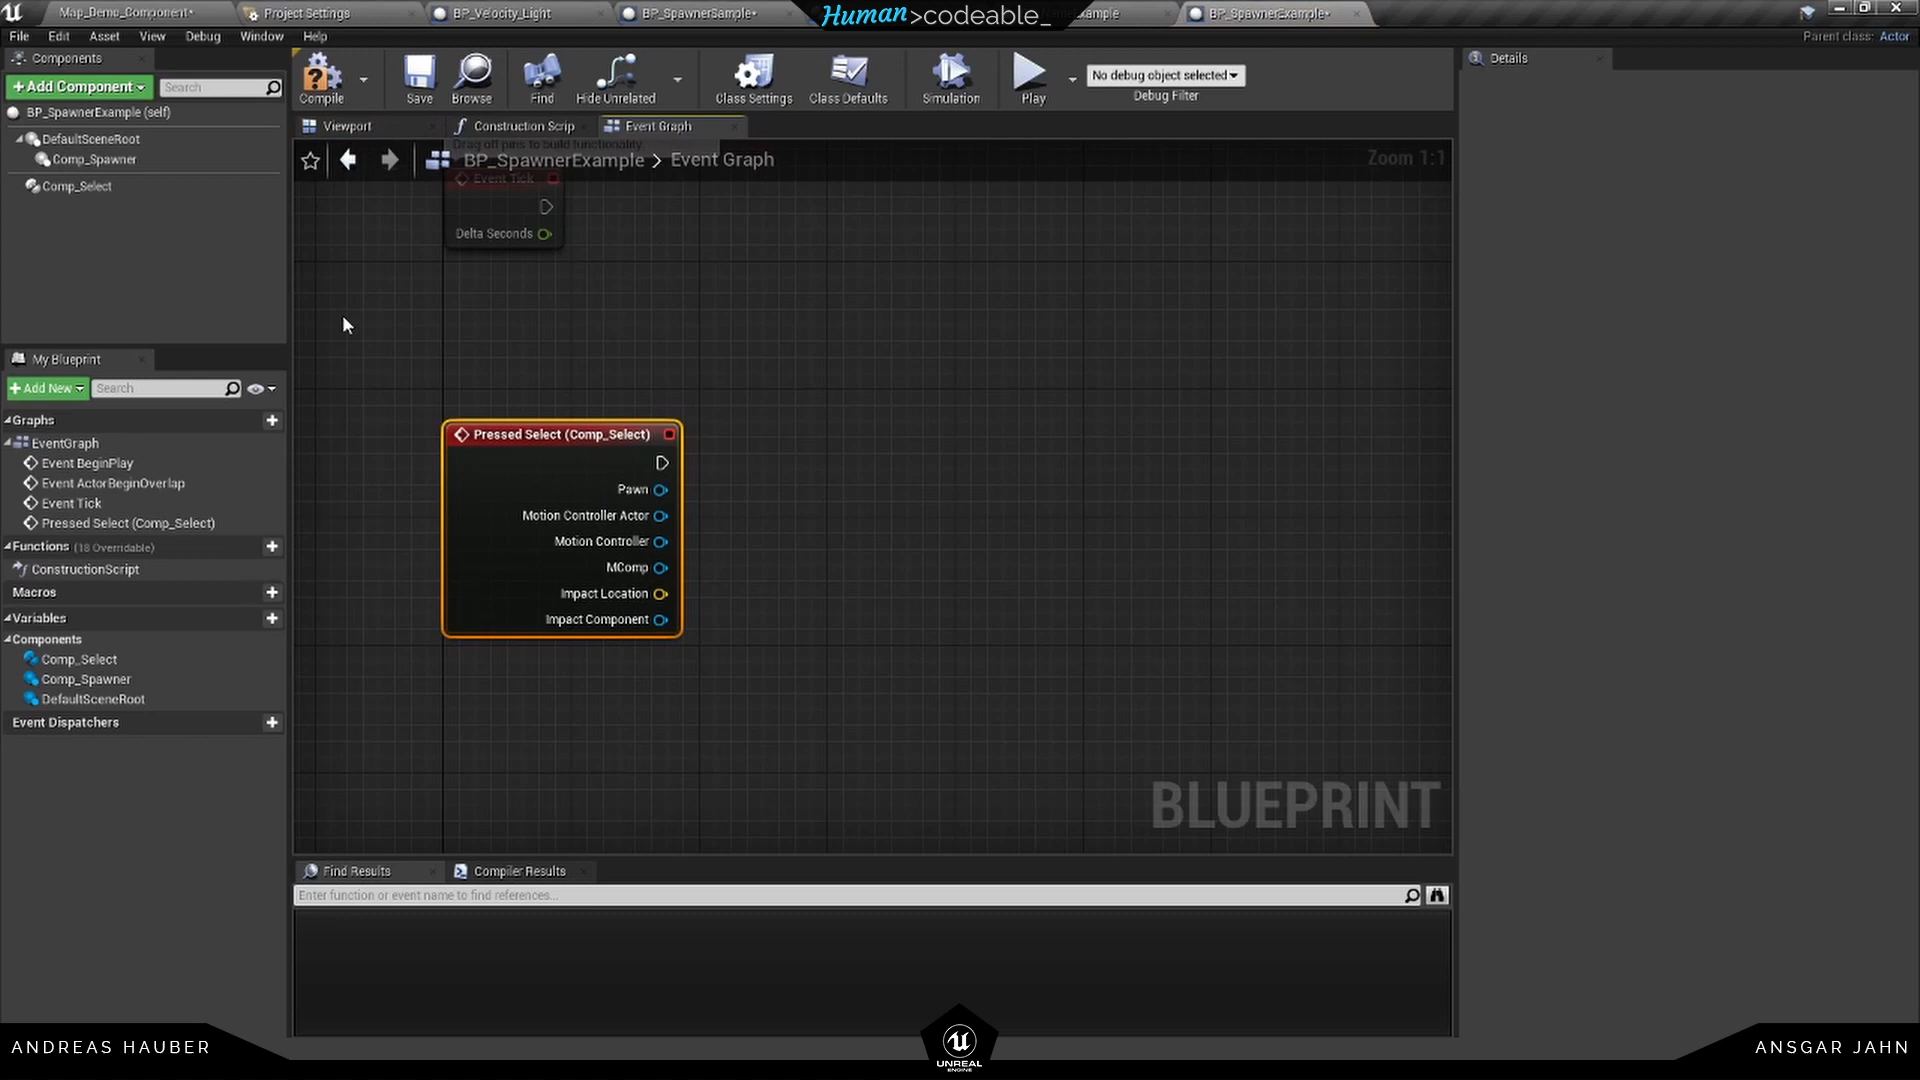 Map_Demo_Component*
Project Settings
BP_Velocity_Light
BP_SpawnerSample*
Human>codeable_
Example
BP_SpawnerExample*
File Edit Asset View Debug Window Help
Parent class: Actor
Components
+Add Component
Search
BP_SpawnerExample (self)
DefaultSceneRoot
Comp_Spawner
Comp_Select
Compile
Save
Browse
Find
Hide Unrelated
Class Settings
Class Defaults
Simulation
Play
No debug object selected
Debug Filter
Details
Viewport
Construction Scrip
Event Graph
Drag off pins to build functionality.
BP_SpawnerExample > Event Graph
Zoom 1:1
Event Tick
Delta Seconds
Pressed Select (Comp_Select)
Pawn
Motion Controller Actor
Motion Controller
MComp
Impact Location
Impact Component
BLUEPRINT
My Blueprint
+Add New
Search
Graphs
EventGraph
Event BeginPlay
Event ActorBeginOverlap
Event Tick
Pressed Select (Comp_Select)
Functions (18 Overridable)
ConstructionScript
Macros
Variables
Components
Comp_Select
Comp_Spawner
DefaultSceneRoot
Event Dispatchers
Find Results
Compiler Results
Enter function or event name to find references...
ANDREAS HAUBER
UNREAL
ENGINE
ANSGAR JAHN